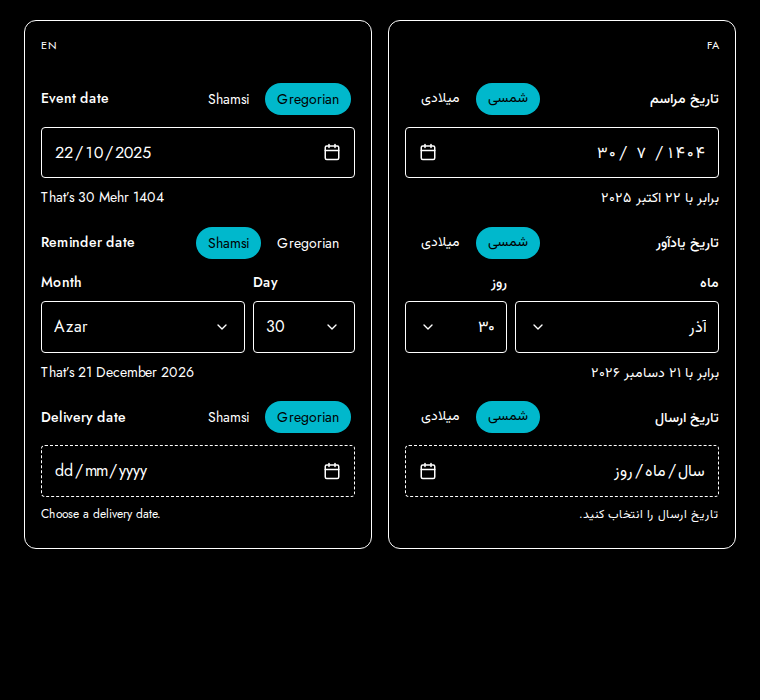 EN
Event date Shamsi Gregorian
22/10/2025
That's 30 Mehr 1404
Reminder date Shamsi Gregorian
Month Day
Azar 30
That's 21 December 2026
Delivery date Shamsi Gregorian
dd/mm/yyyy
Choose a delivery date.
FA
تاریخ مراسم شمسی میلادی
۱۴۰۴/ ۷ /۳۰
برابر با ۲۲ اکتبر ۲۰۲۵
تاریخ یادآور شمسی میلادی
ماه روز
آذر ۳۰
برابر با ۲۱ دسامبر ۲۰۲۶
تاریخ ارسال شمسی میلادی
سال/ماه/روز
تاریخ ارسال را انتخاب کنید.